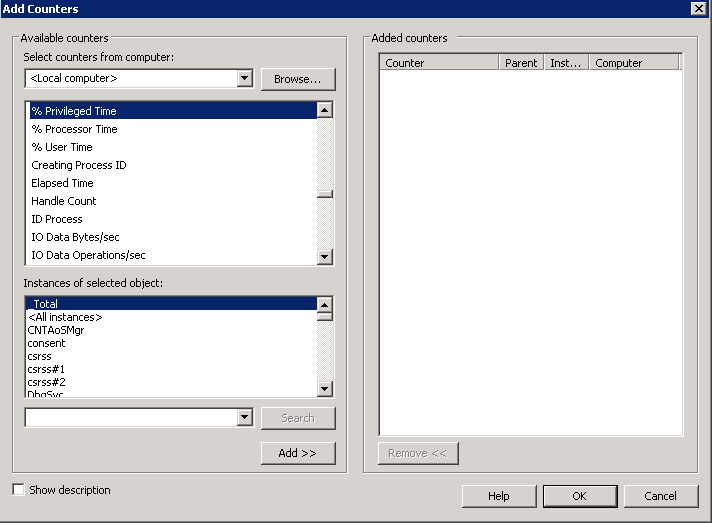 Add Counters
Available counters
Select counters from computer:
<Local computer>
Browse...
% Privileged Time
% Processor Time
% User Time
Creating Process ID
Elapsed Time
Handle Count
ID Process
IO Data Bytes/sec
IO Data Operations/sec
Instances of selected object:
_Total
<All instances>
CNTAoSMgr
consent
csrss
csrss#1
csrss#2
DbgSvc
Search
Add >>
Show description
Added counters
Counter Parent Inst... Computer
Remove <<
Help OK Cancel